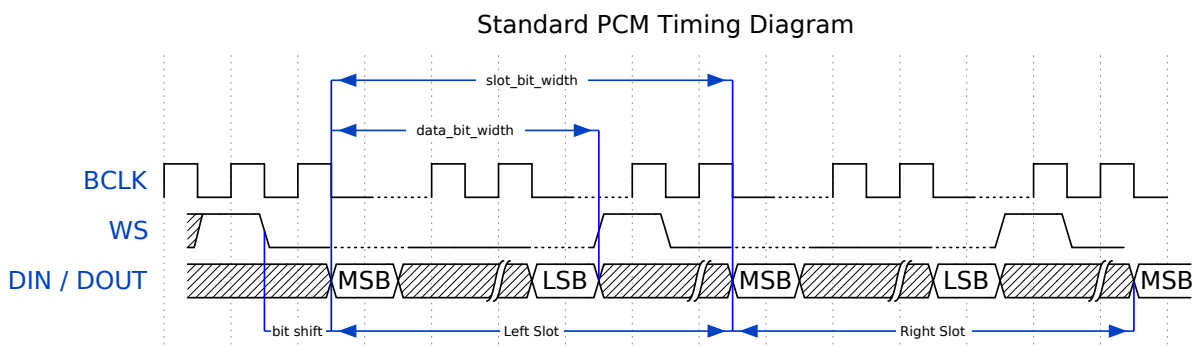 Standard PCM Timing Diagram
slot_bit_width
data_bit_width
BCLK
WS
DIN / DOUT
MSB
LSB
MSB
LSB
MSB
bit shift
Left Slot
Right Slot